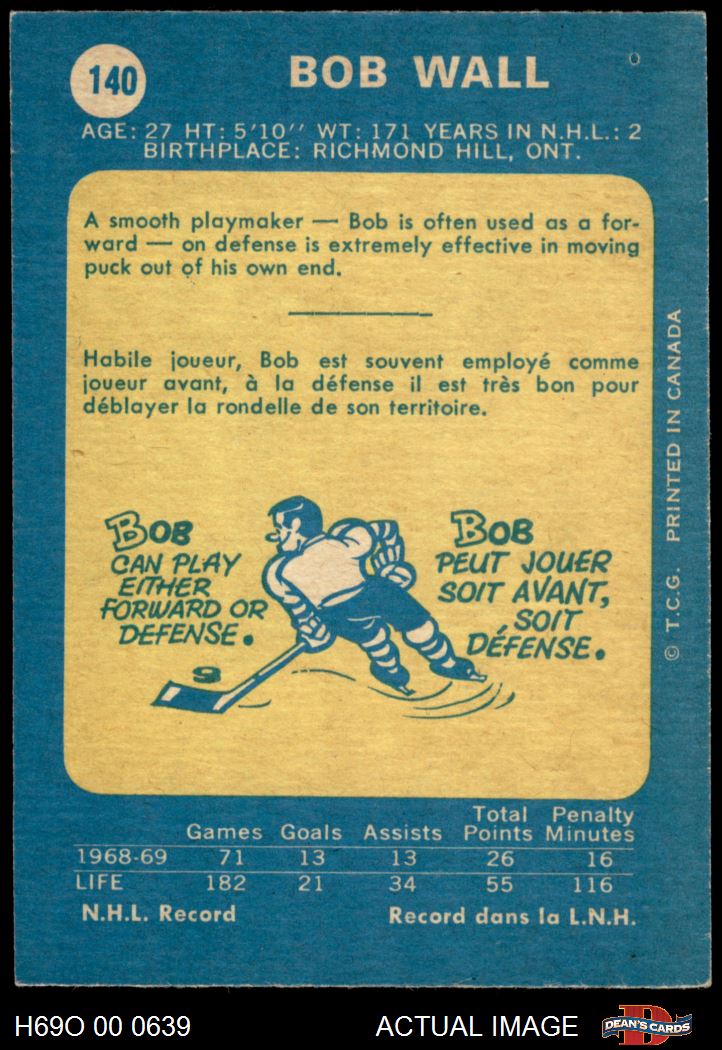 140
BOB WALL
AGE: 27 HT: 5'10'' WT: 171 YEARS IN N.H.L.: 2
BIRTHPLACE: RICHMOND HILL, ONT.
A smooth playmaker — Bob is often used as a for-
ward — on defense is extremely effective in moving
puck out of his own end.
Habile joueur, Bob est souvent employé comme
joueur avant, à la défense il est très bon pour
déblayer la rondelle de son territoire.
BOB
CAN PLAY
EITHER
FORWARD OR
DEFENSE.
BOB
PEUT JOUER
SOIT AVANT,
SOIT
DÉFENSE.
© T.C.G. PRINTED IN CANADA
Games Goals Assists Total Points Penalty Minutes
1968-69 71 13 13 26 16
LIFE 182 21 34 55 116
N.H.L. Record Record dans la L.N.H.
H69O 00 0639 ACTUAL IMAGE D DEAN'S CARDS